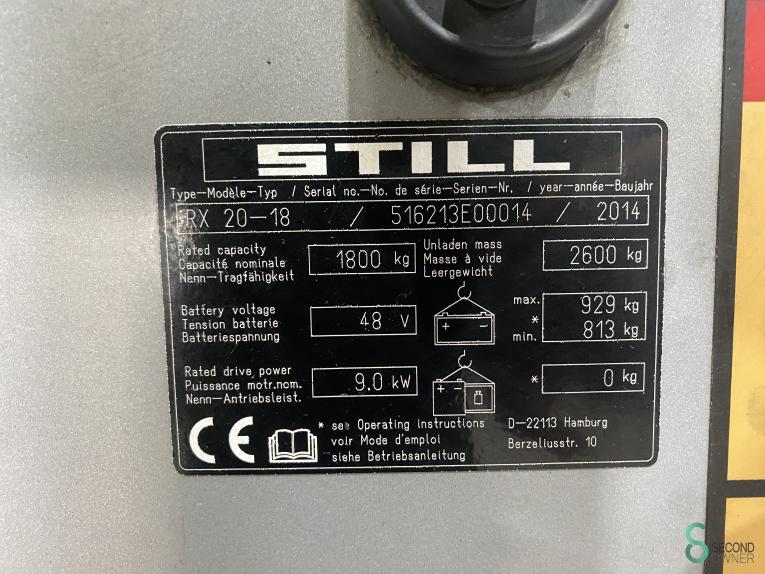 STILL
Type–Modèle–Typ / Serial no.–No. de série–Serien–Nr. / year–année–Baujahr
RX 20–18 / 516213E00014 / 2014
Rated capacity
Capacité nominale
Nenn–Tragfähigkeit
1800 kg
Unladen mass
Masse à vide
Leergewicht
2600 kg
Battery voltage
Tension batterie
Batteriespannung
48 V
+ –
max. 929 kg
*
min. 813 kg
Rated drive power
Puissance motr.nom.
Nenn–Antriebsleist.
9.0 kW
+ –
* 0 kg
CE
* see Operating instructions
voir Mode d'emploi
siehe Betriebsanleitung
D–22113 Hamburg
Berzeliusstr. 10
SECOND
OWNER